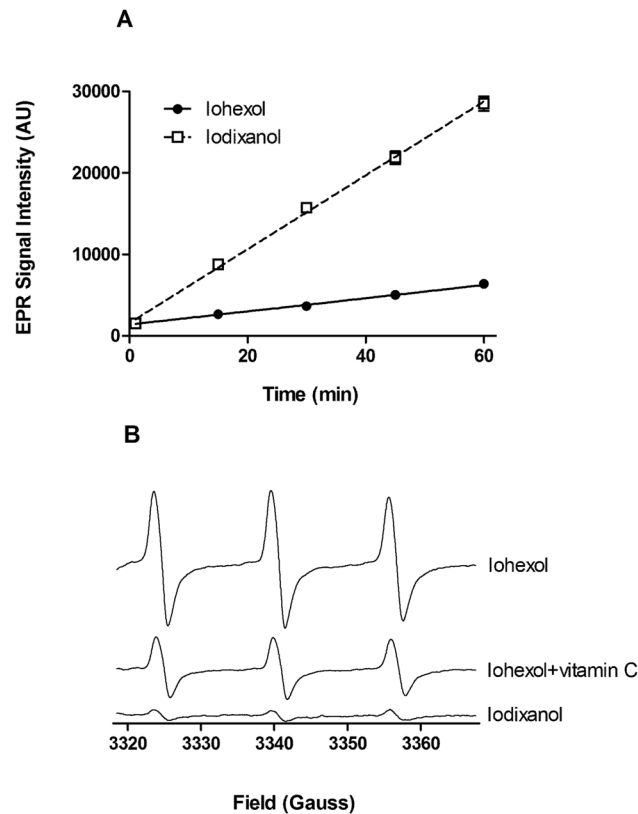 A
EPR Signal Intensity (AU)
30000
20000
10000
0
Iohexol
Iodixanol
0 20 40 60
Time (min)
B
Iohexol
Iohexol+vitamin C
Iodixanol
3320 3330 3340 3350 3360
Field (Gauss)